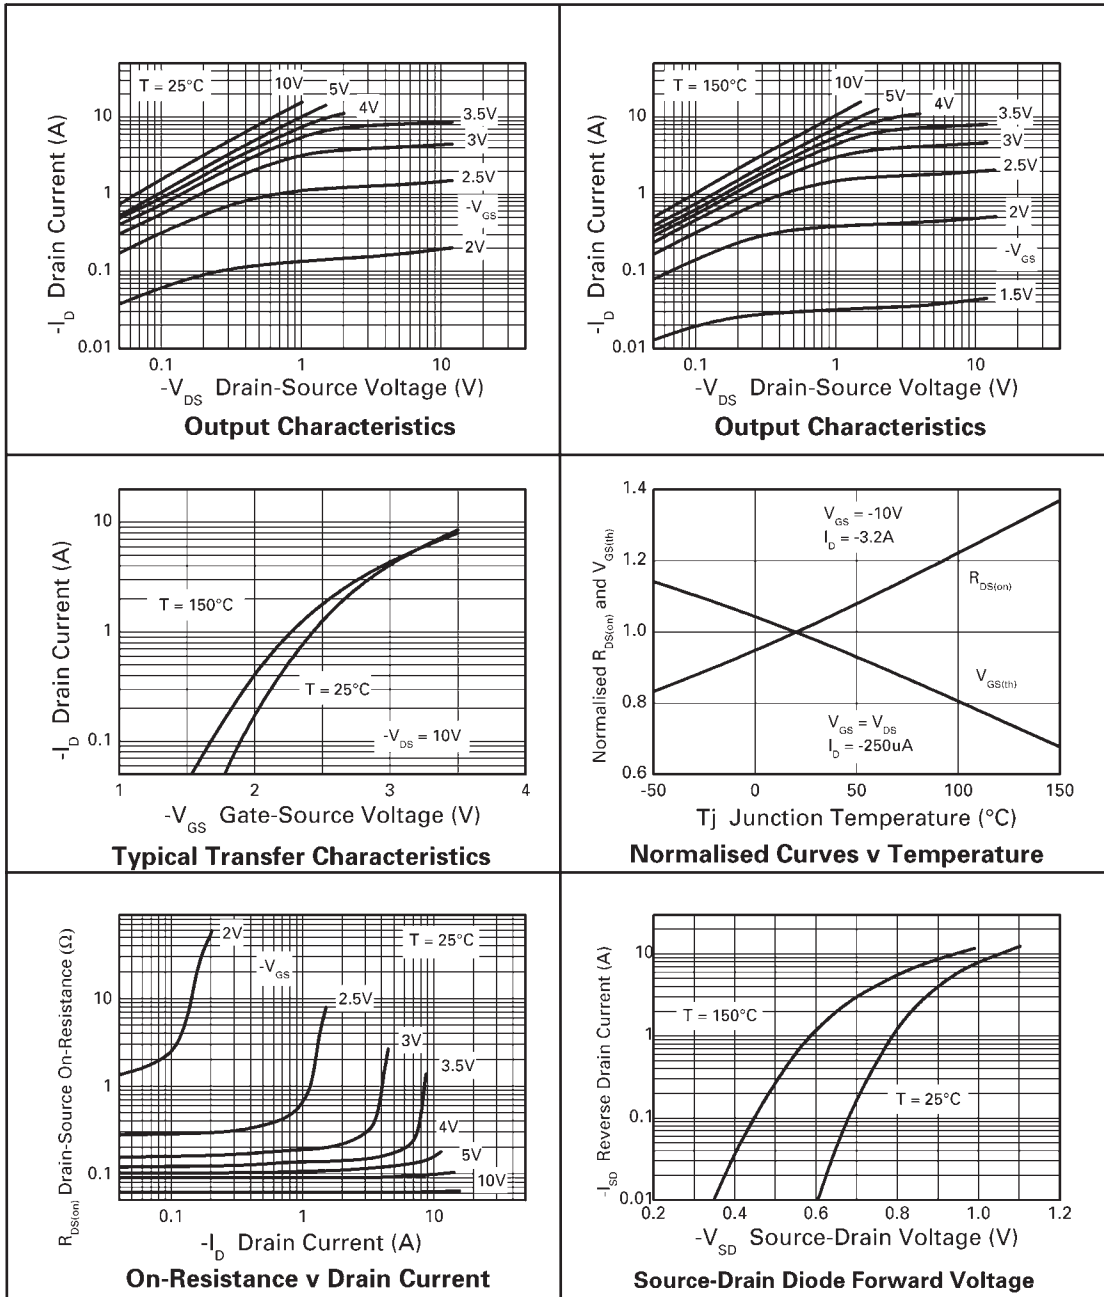 T = 25°C
10V
5V
4V
3.5V
3V
2.5V
-VGS
2V
10
1
0.1
0.01
0.1
1
10
-ID Drain Current (A)
-VDS Drain-Source Voltage (V)
Output Characteristics
T = 150°C
10V
5V
4V
3.5V
3V
2.5V
2V
-VGS
1.5V
10
1
0.1
0.01
0.1
1
10
-ID Drain Current (A)
-VDS Drain-Source Voltage (V)
Output Characteristics
10
1
0.1
T = 150°C
T = 25°C
-VDS = 10V
1
2
3
4
-ID Drain Current (A)
-VGS Gate-Source Voltage (V)
Typical Transfer Characteristics
1.4
1.2
1.0
0.8
0.6
VGS = -10V
ID = -3.2A
RDS(on)
VGS(th)
VGS = VDS
ID = -250uA
-50
0
50
100
150
Normalised RDS(on) and VGS(th)
Tj Junction Temperature (°C)
Normalised Curves v Temperature
2V
T = 25°C
-VGS
2.5V
3V
3.5V
4V
5V
10V
10
1
0.1
0.1
1
10
RDS(on) Drain-Source On-Resistance (Ω)
-ID Drain Current (A)
On-Resistance v Drain Current
10
1
0.1
0.01
T = 150°C
T = 25°C
0.2
0.4
0.6
0.8
1.0
1.2
-ISD Reverse Drain Current (A)
-VSD Source-Drain Voltage (V)
Source-Drain Diode Forward Voltage